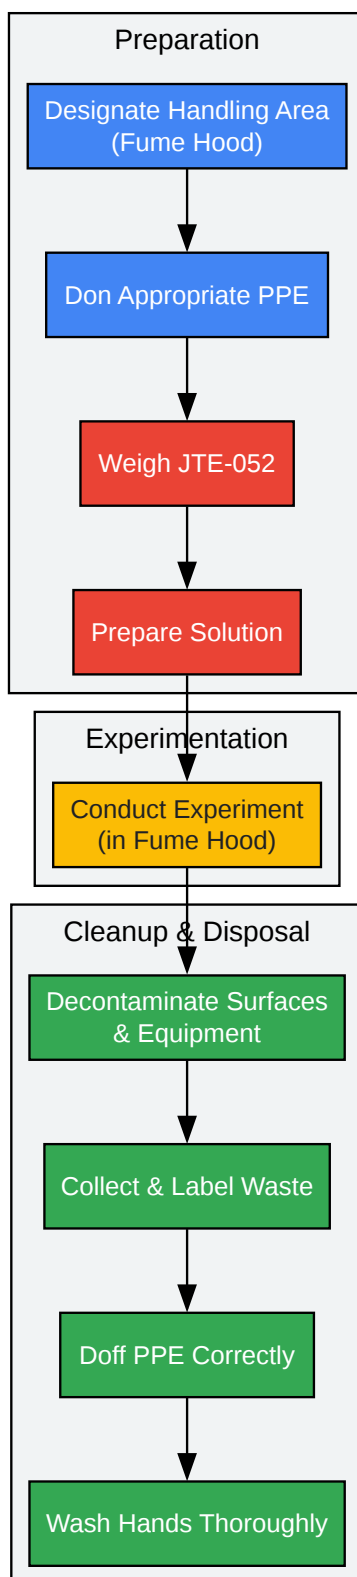 Preparation
Designate Handling Area
(Fume Hood)
Don Appropriate PPE
Weigh JTE-052
Prepare Solution
Experimentation
Conduct Experiment
(in Fume Hood)
Cleanup & Disposal
Decontaminate Surfaces
& Equipment
Collect & Label Waste
Doff PPE Correctly
Wash Hands Thoroughly